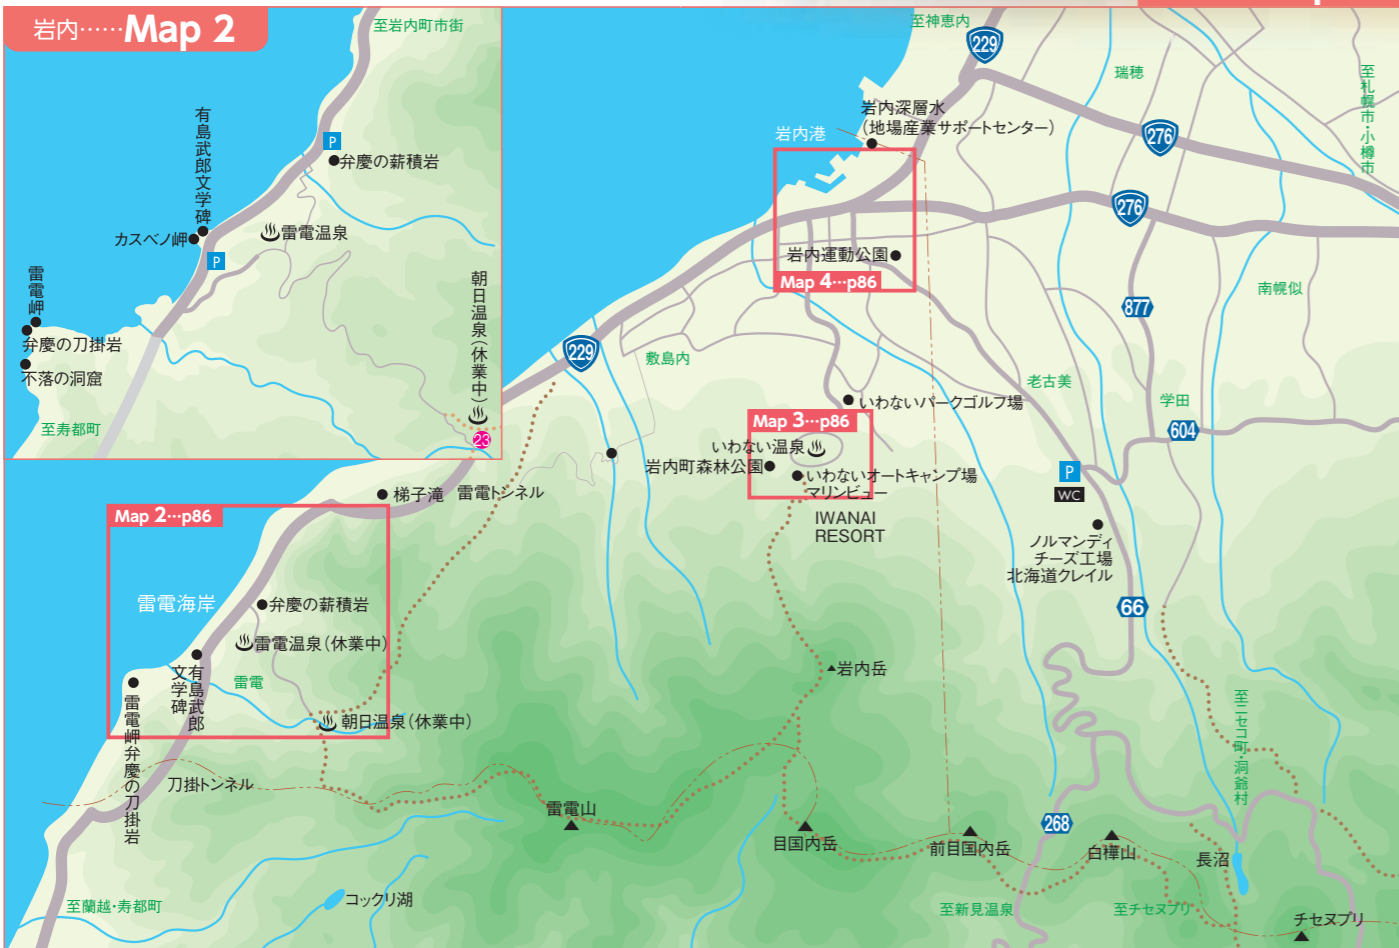 岩内……Map 2
至岩内町市街
有島武郎文学碑
P
弁慶の薪積岩
雷電温泉
カスベノ岬
P
雷電岬
弁慶の刀掛岩
不落の洞窟
至寿都町
朝日温泉(休業中)
23
至神恵内
229
瑞穂
至札幌市・小樽市
岩内深層水
(地場産業サポートセンター)
岩内港
276
276
岩内運動公園
Map 4…p86
877
南幌似
229
敷島内
老古美
学田
604
いわないパークゴルフ場
Map 3…p86
いわない温泉
岩内町森林公園
いわないオートキャンプ場
マリンビュー
IWANAI
RESORT
P
WC
ノルマンディ
チーズ工場
北海道クレイル
66
梯子滝
雷電トンネル
Map 2…p86
雷電海岸
弁慶の薪積岩
雷電温泉(休業中)
有島武郎
文学碑
雷電
雷電岬弁慶の刀掛岩
朝日温泉(休業中)
刀掛トンネル
岩内岳
至ニセコ町・洞爺村
雷電山
目国内岳
前目国内岳
268
白樺山
長沼
コックリ湖
至蘭越・寿都町
至新見温泉
至チセヌプリ
チセヌプリ